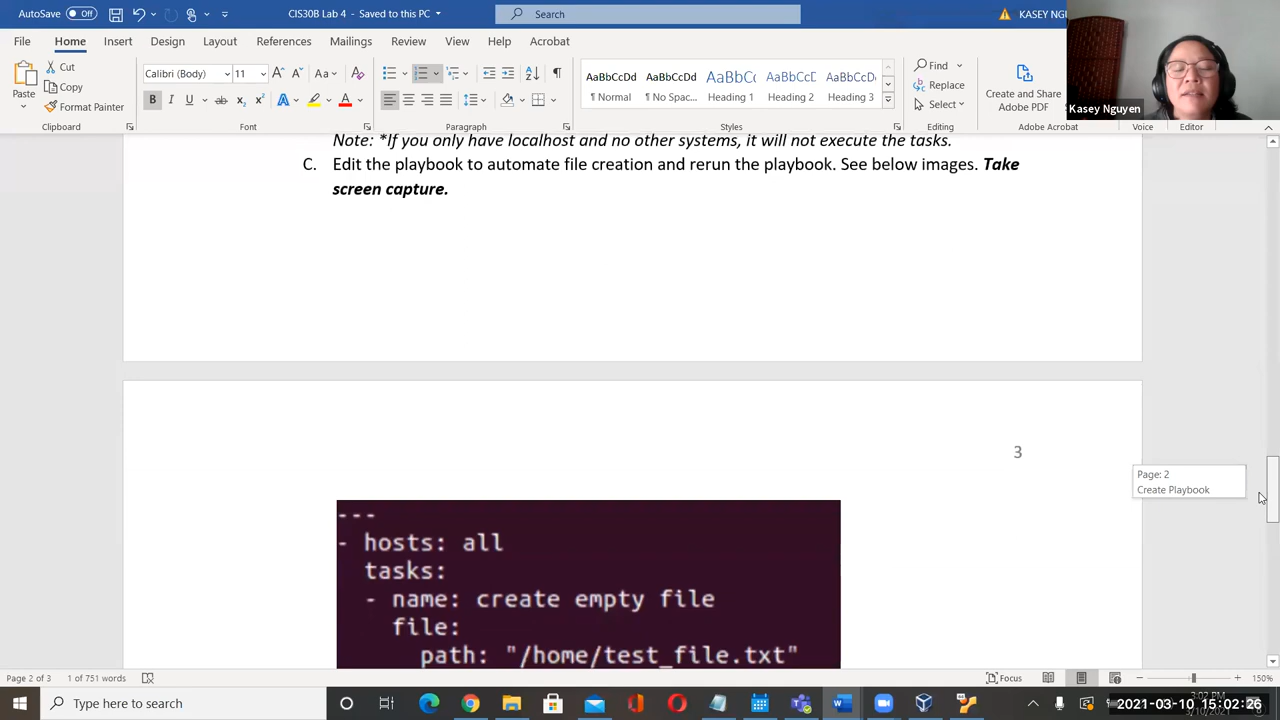 AutoSave Off
CIS30B Lab 4 - Saved to this PC
Search
KASEY NGU
File Home Insert Design Layout References Mailings Review View Help Acrobat
Paste
Cut
Copy
Format Painter
Calibri (Body) 11
AaBbCcDd AaBbCcDd AaBbC AaBbCcD AaBbCcD
¶ Normal ¶ No Spac... Heading 1 Heading 2 Heading 3
Find
Replace
Select
Create and Share
Adobe PDF
Clipboard Font Paragraph Styles Editing Adobe Acrobat Voice Editor
Kasey Nguyen
Note: *If you only have localhost and no other systems, it will not execute the tasks.
C. Edit the playbook to automate file creation and rerun the playbook. See below images. Take
screen capture.
3
Page: 2
Create Playbook
---
- hosts: all
tasks:
- name: create empty file
file:
path: "/home/test_file.txt"
Page 2 of 3 1 of 751 words
Focus
150%
Type here to search
3:02 PM
2021-03-10 15:02:26